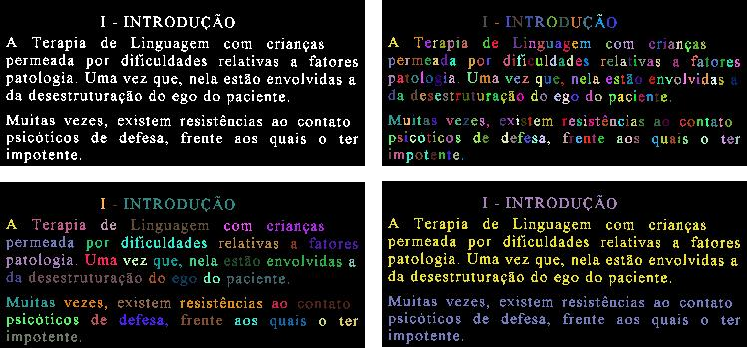 I - INTRODUÇÃO
A Terapia de Linguagem com crianças
permeada por dificuldades relativas a fatores
patologia. Uma vez que, nela estão envolvidas a
da desestruturação do ego do paciente.
Muitas vezes, existem resistências ao contato
psicóticos de defesa, frente aos quais o ter
impotente.
I - INTRODUÇÃO
A Terapia de Linguagem com crianças
permeada por dificuldades relativas a fatores
patologia. Uma vez que, nela estão envolvidas a
da desestruturação do ego do paciente.
Muitas vezes, existem resistências ao contato
psicóticos de defesa, frente aos quais o ter
impotente.
I - INTRODUÇÃO
A Terapia de Linguagem com crianças
permeada por dificuldades relativas a fatores
patologia. Uma vez que, nela estão envolvidas a
da desestruturação do ego do paciente.
Muitas vezes, existem resistências ao contato
psicóticos de defesa, frente aos quais o ter
impotente.
I - INTRODUÇÃO
A Terapia de Linguagem com crianças
permeada por dificuldades relativas a fatores
patologia. Uma vez que, nela estão envolvidas a
da desestruturação do ego do paciente.
Muitas vezes, existem resistências ao contato
psicóticos de defesa, frente aos quais o ter
impotente.